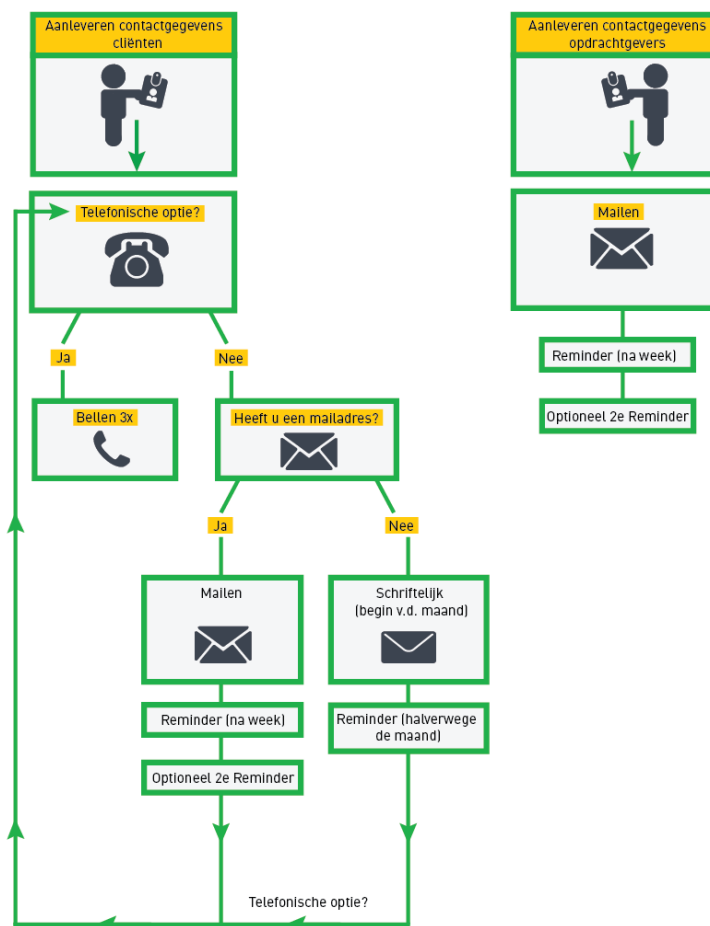 Aanleveren contactgegevens
cliënten
Aanleveren contactgegevens
opdrachtgevers
Telefonische optie?
Mailen
Ja
Nee
Reminder (na week)
Bellen 3x
Heeft u een mailadres?
Optioneel 2e Reminder
Ja
Nee
Mailen
Schriftelijk
(begin v.d. maand)
Reminder (na week)
Reminder (halverwege
de maand)
Optioneel 2e Reminder
Telefonische optie?